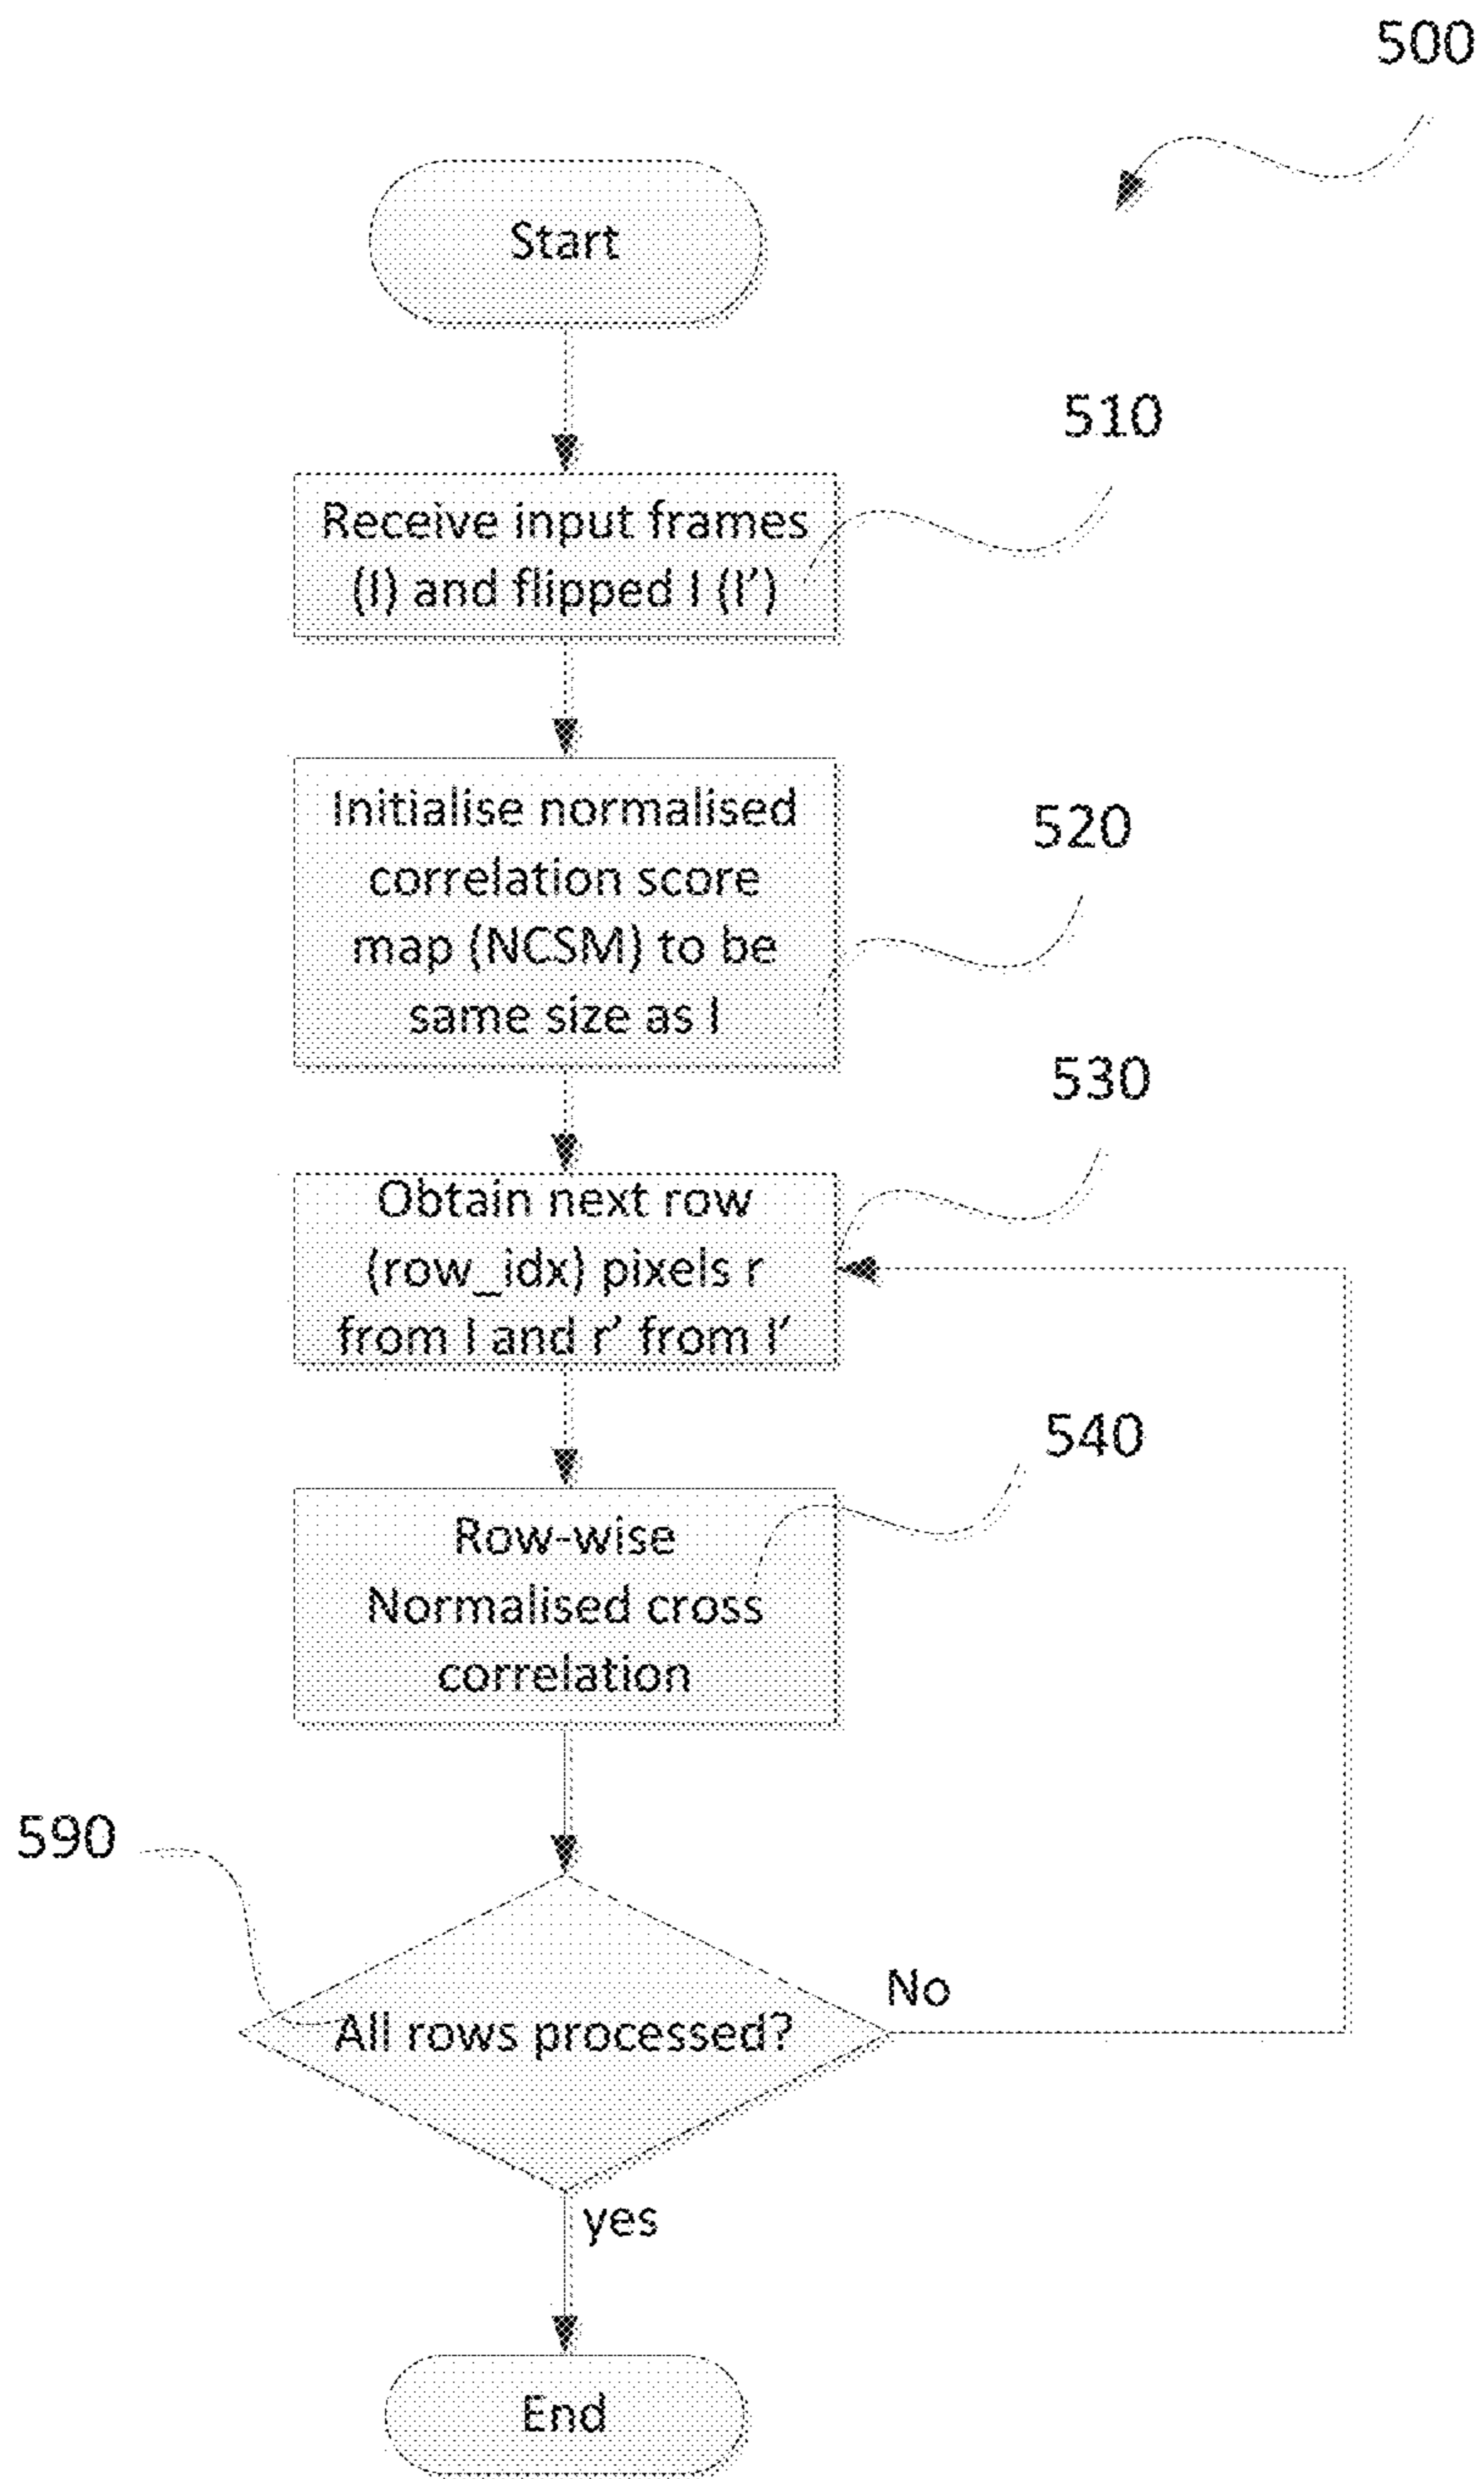 500
Start
510
Receive input frames
(I) and flipped I (I’)
520
Initialise normalised
correlation score
map (NCSM) to be
same size as I
530
Obtain next row
(row_idx) pixels r
from I and r’ from I’
540
Row-wise
Normalised cross
correlation
590
All rows processed?
No
yes
End